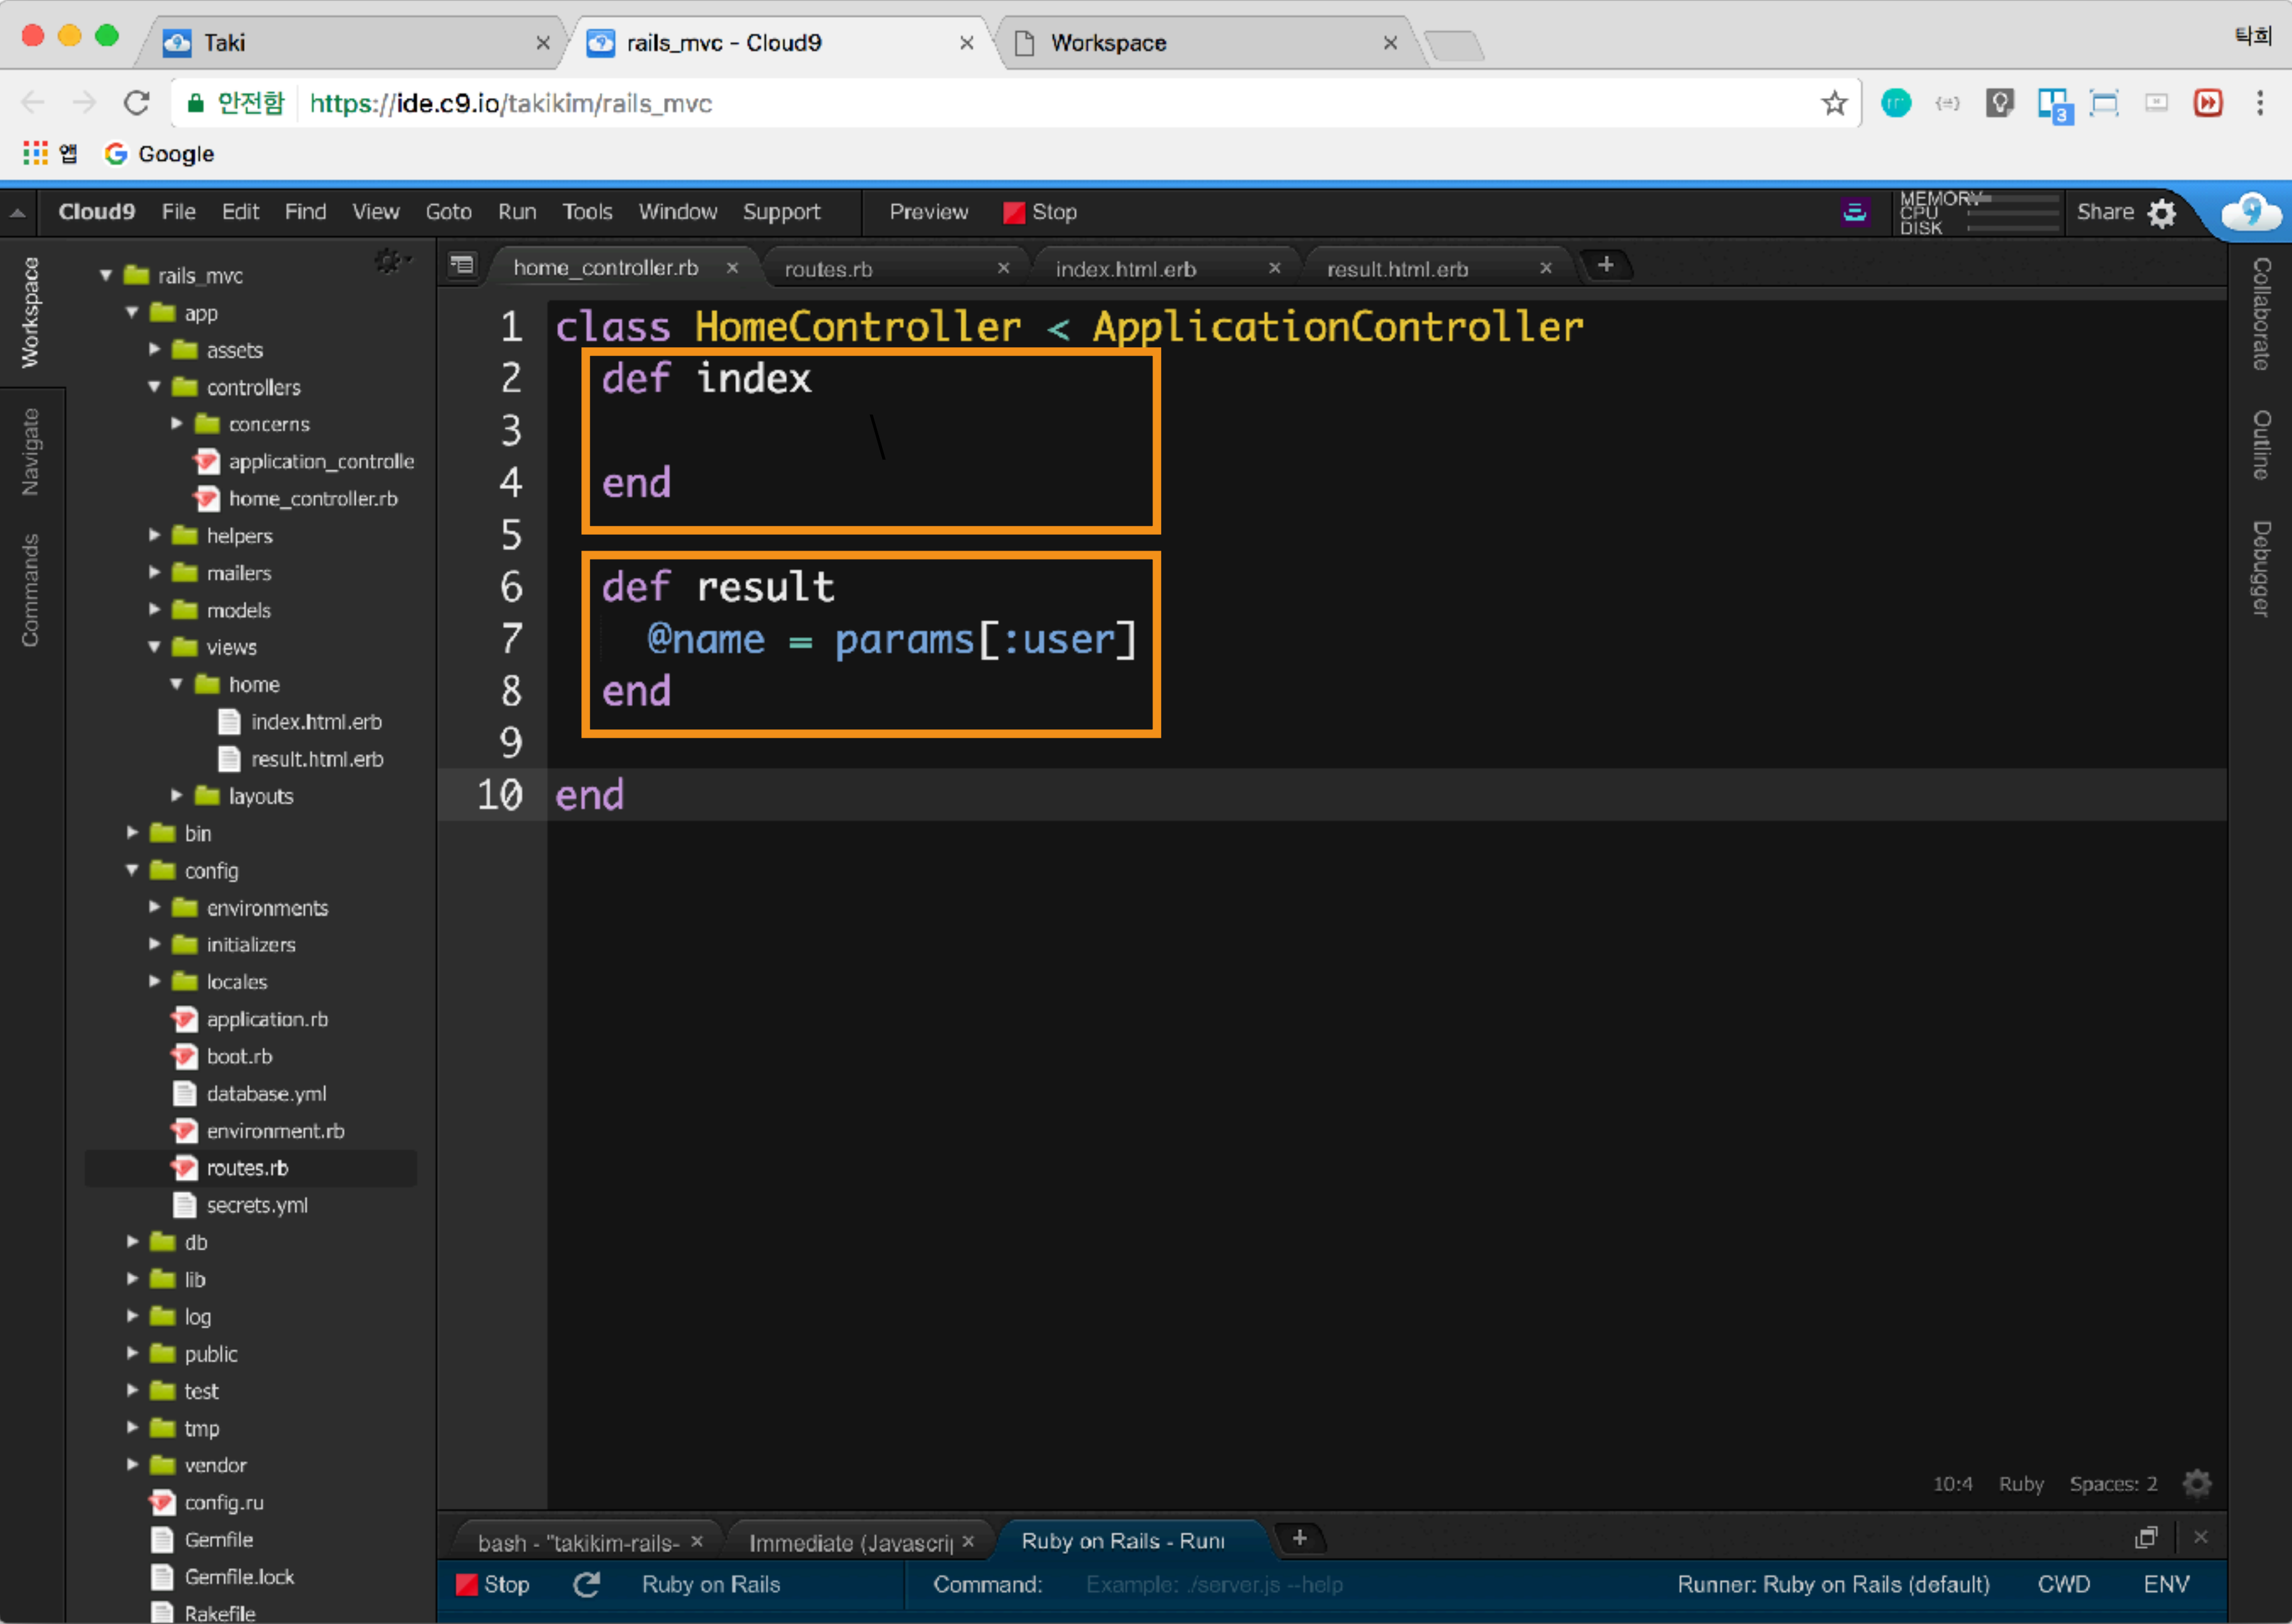 Taki
rails_mvc - Cloud9
Workspace
탁희
안전함
https://ide.c9.io/takikim/rails_mvc
3
앱
Google
Cloud9 File Edit Find View Goto Run Tools Window Support Preview Stop
MEMORY
CPU
DISK
Share
9
Workspace
Navigate
Commands
rails_mvc
app
assets
controllers
concerns
application_controlle
home_controller.rb
helpers
mailers
models
views
home
index.html.erb
result.html.erb
layouts
bin
config
environments
initializers
locales
application.rb
boot.rb
database.yml
environment.rb
routes.rb
secrets.yml
db
lib
log
public
test
tmp
vendor
config.ru
Gemfile
Gemfile.lock
Rakefile
home_controller.rb
routes.rb
index.html.erb
result.html.erb
1 class HomeController < ApplicationController
2 def index
3 \
4 end
5
6 def result
7 @name = params[:user]
8 end
9
10 end
Collaborate
Outline
Debugger
10:4 Ruby Spaces: 2
bash - "takikim-rails-
Immediate (Javascrip
Ruby on Rails - Runn
Stop Ruby on Rails Command: Example: ./server.js --help Runner: Ruby on Rails (default) CWD ENV